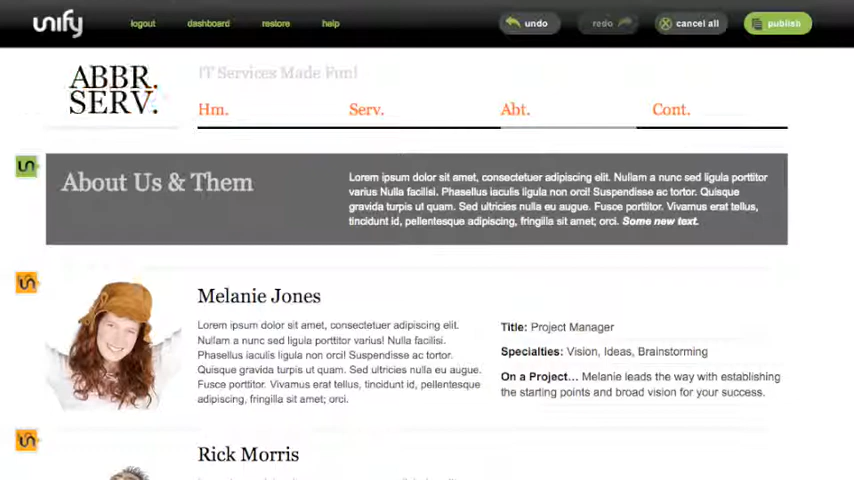 unify logout dashboard restore help undo redo cancel all publish
ABBR.
SERV.
IT Services Made Fun!
Hm. Serv. Abt. Cont.
About Us & Them
Lorem ipsum dolor sit amet, consectetuer adipiscing elit. Nullam a nunc sed ligula porttitor
varius Nulla facilisi. Phasellus iaculis ligula non orci! Suspendisse ac tortor. Quisque
gravida turpis ut quam. Sed ultricies nulla eu augue. Fusce porttitor. Vivamus erat tellus,
tincidunt id, pellentesque adipiscing, fringilla sit amet; orci. Some new text.
Melanie Jones
Lorem ipsum dolor sit amet, consectetuer adipiscing elit.
Nullam a nunc sed ligula porttitor varius! Nulla facilisi.
Phasellus iaculis ligula non orci! Suspendisse ac tortor.
Quisque gravida turpis ut quam. Sed ultricies nulla eu augue.
Fusce porttitor. Vivamus erat tellus, tincidunt id, pellentesque
adipiscing, fringilla sit amet; orci.
Title: Project Manager
Specialties: Vision, Ideas, Brainstorming
On a Project... Melanie leads the way with establishing
the starting points and broad vision for your success.
Rick Morris